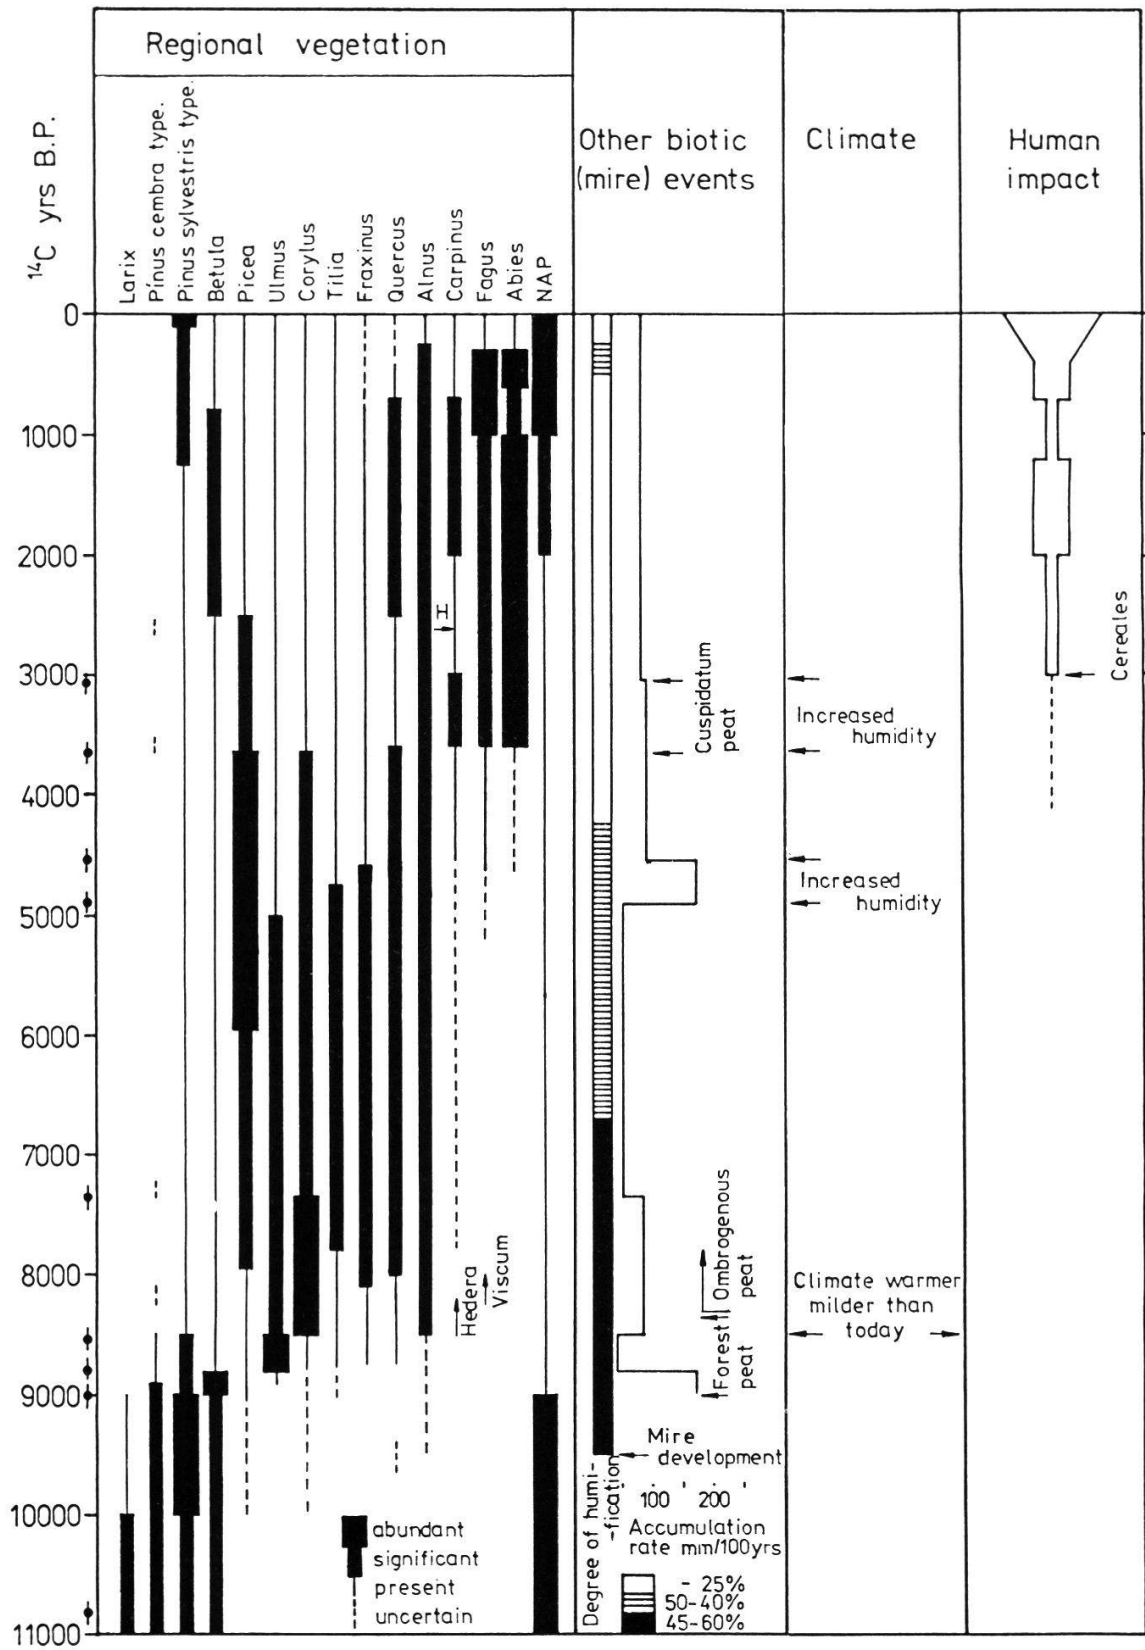 Regional vegetation
Other biotic
(mire) events
Climate
Human
impact
¹⁴C yrs B.P.
Larix
Pinus cembra type.
Pinus sylvestris type.
Betula
Picea
Ulmus
Corylus
Tilia
Fraxinus
Quercus
Alnus
Carpinus
Fagus
Abies
NAP
0
1000
2000
3000
4000
5000
6000
7000
8000
9000
10000
11000
H
Hedera
Viscum
abundant
significant
present
uncertain
Cuspidatum
peat
Ombrogenous
peat
Forest
peat
Mire
development
Degree of humi-
-fication
100 200
Accumulation
rate mm/100yrs
- 25%
50-40%
45-60%
Increased
humidity
Increased
humidity
Climate warmer
milder than
today
Cereales